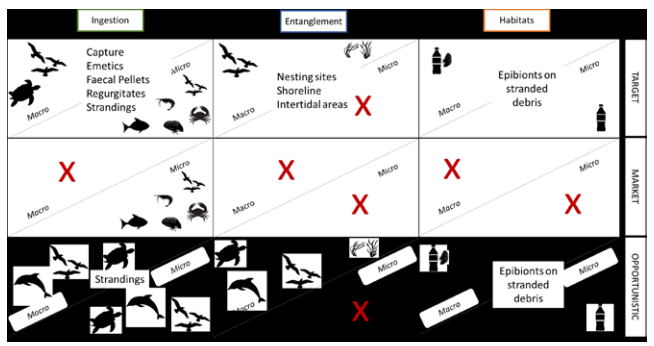 Ingestion
Entanglement
Habitats
Capture
Emetics
Faecal Pellets
Regurgitates
Strandings
Micro
Macro
Nesting sites
Shoreline
Intertidal areas
Micro
Macro
Epibionts on
stranded
debris
Micro
Macro
TARGET
X
X
Micro
Macro
X
X
Micro
Macro
X
X
Micro
Macro
MARKET
Strandings
Micro
Macro
Micro
Macro
X
Epibionts on
stranded
debris
Micro
Macro
OPPORTUNISTIC